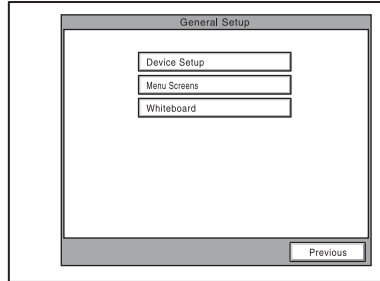 General Setup
Device Setup
Menu Screens
Whiteboard
Previous